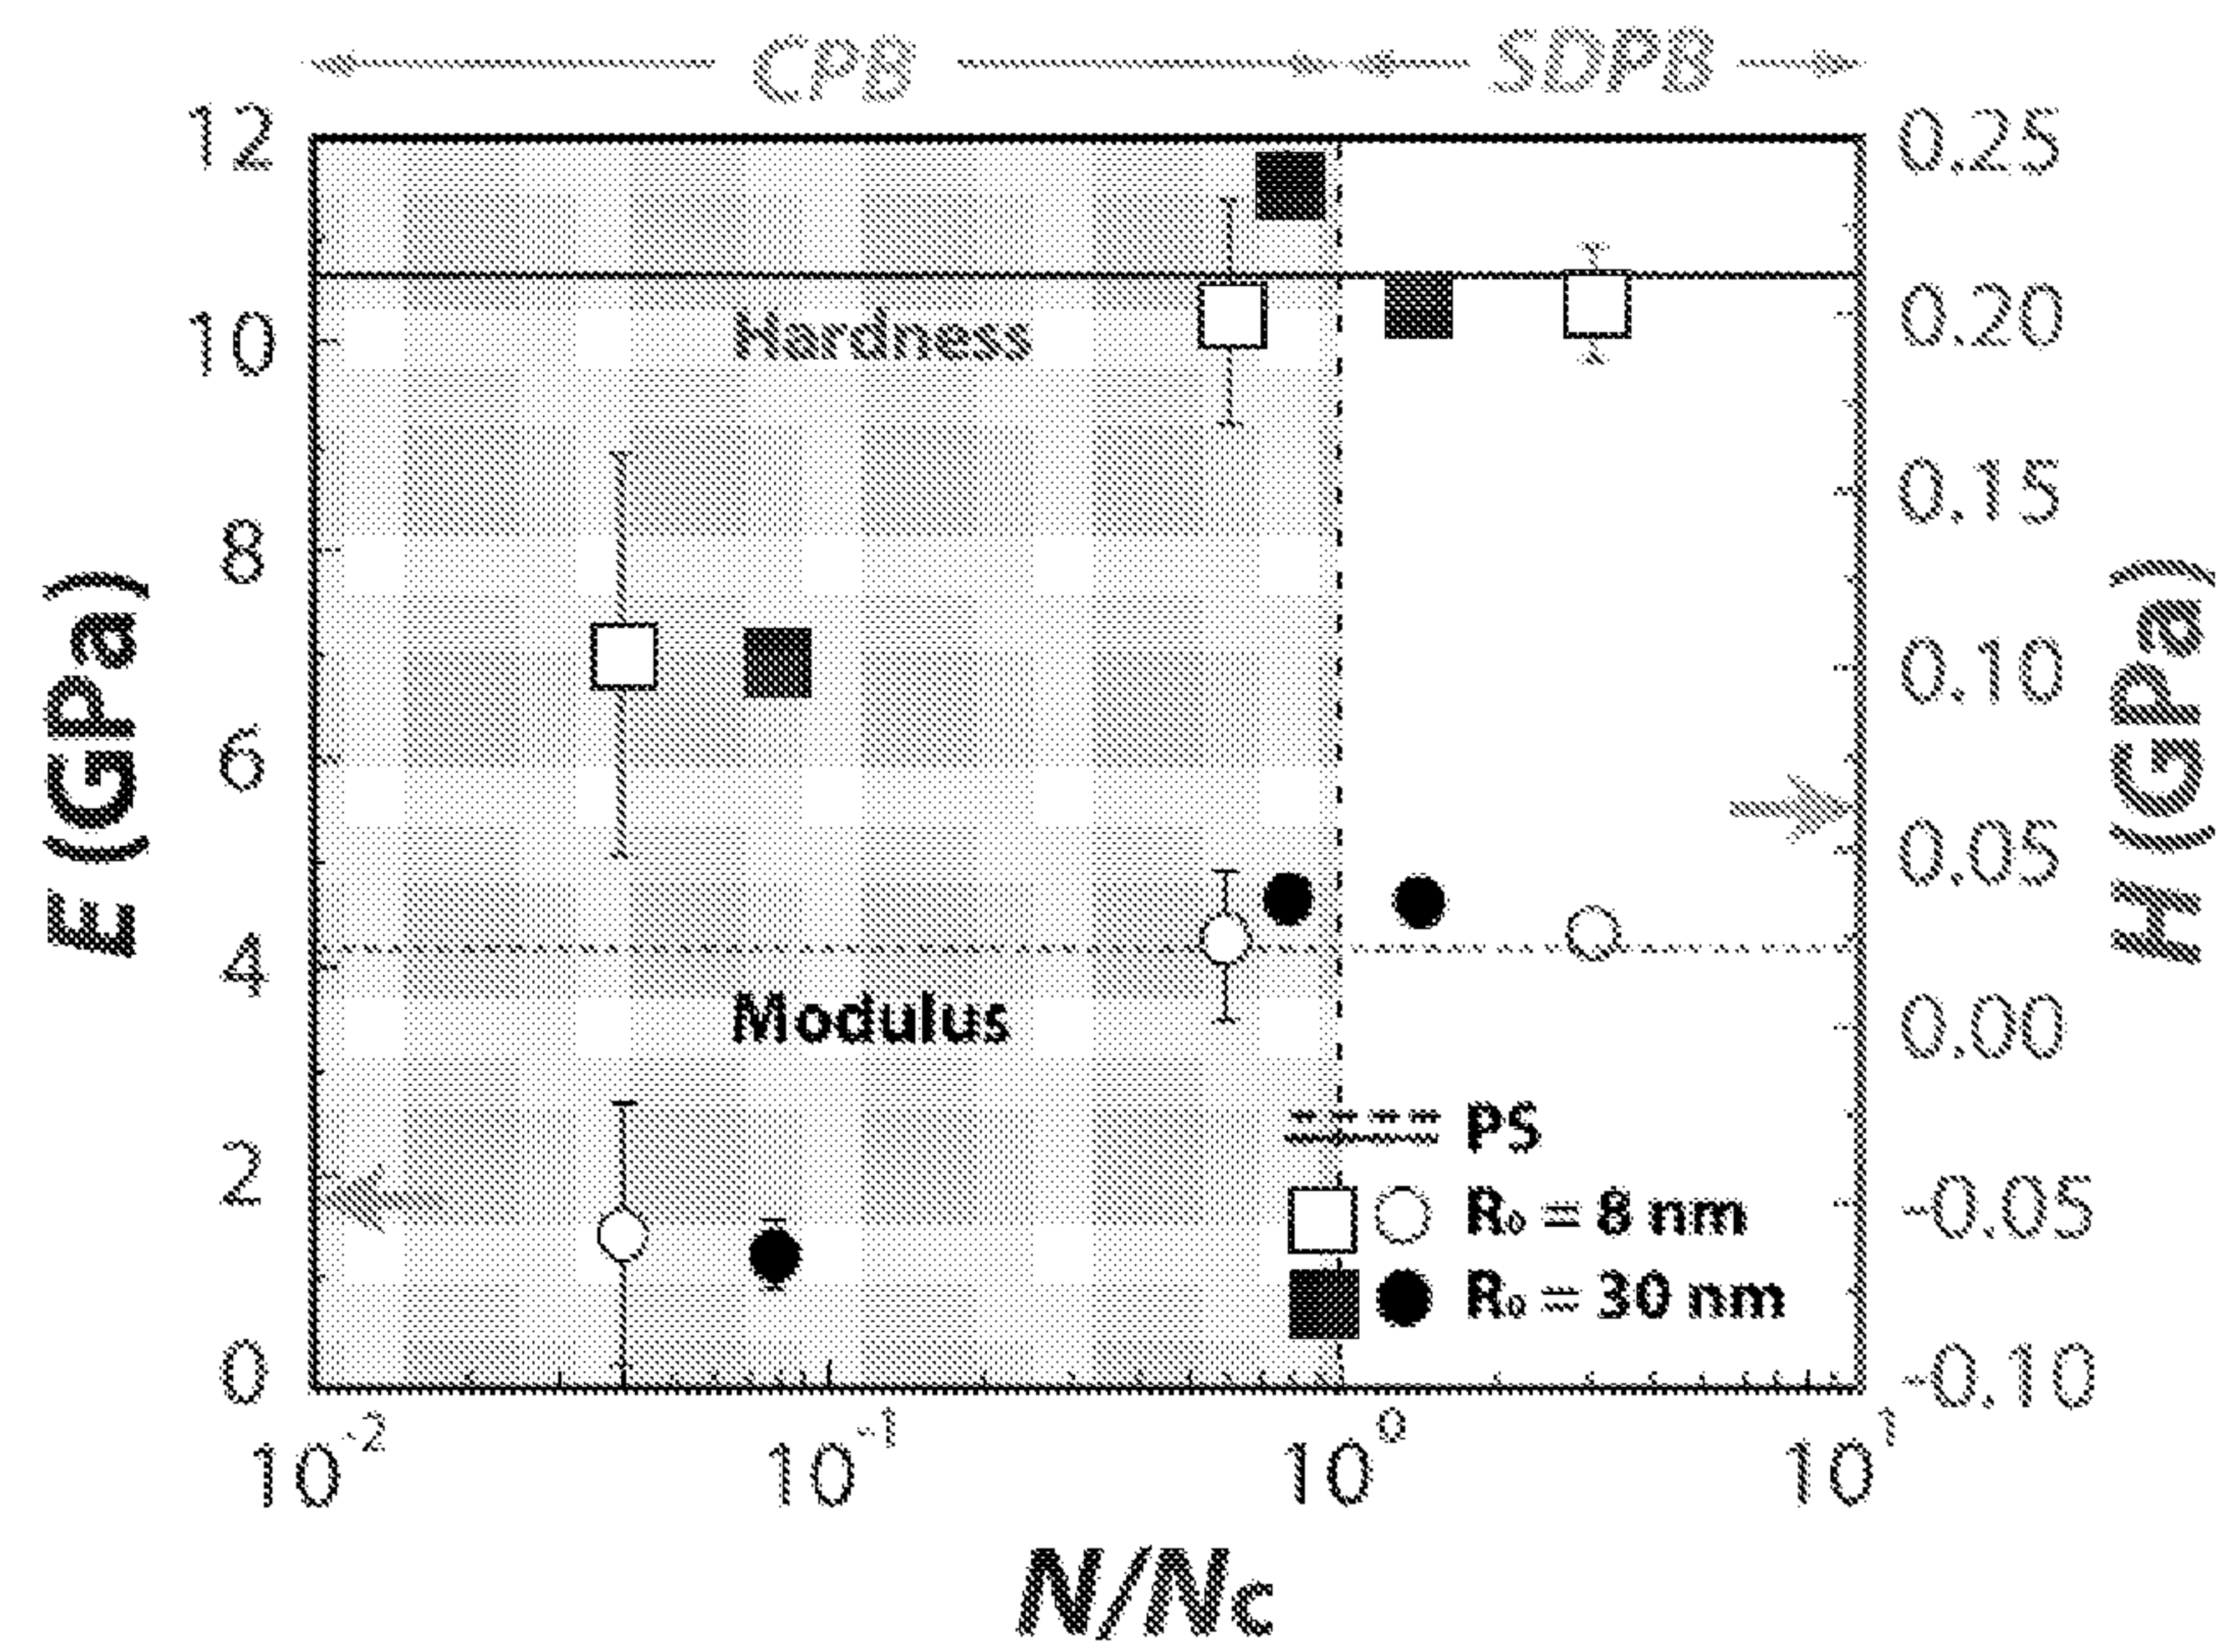 CPB SDPB
12 0.25
10 Hardness 0.20
0.15
8
0.10
6
0.05
4
Modulus 0.00
PS
2 R₀ = 8 nm -0.05
R₀ = 30 nm
0 -0.10
10⁻² 10⁻¹ 10⁰ 10¹
N/Nc
E (GPa)
H (GPa)